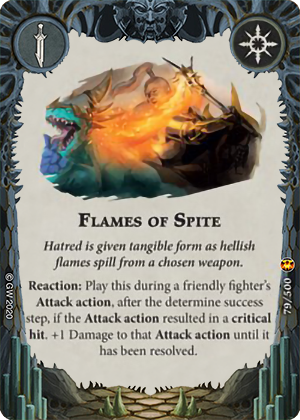 FLAMES OF SPITE
Hatred is given tangible form as hellish
flames spill from a chosen weapon.
Reaction: Play this during a friendly fighter's
Attack action, after the determine success
step, if the Attack action resulted in a critical
hit. +1 Damage to that Attack action until it
has been resolved.
© GW 2020
79/500